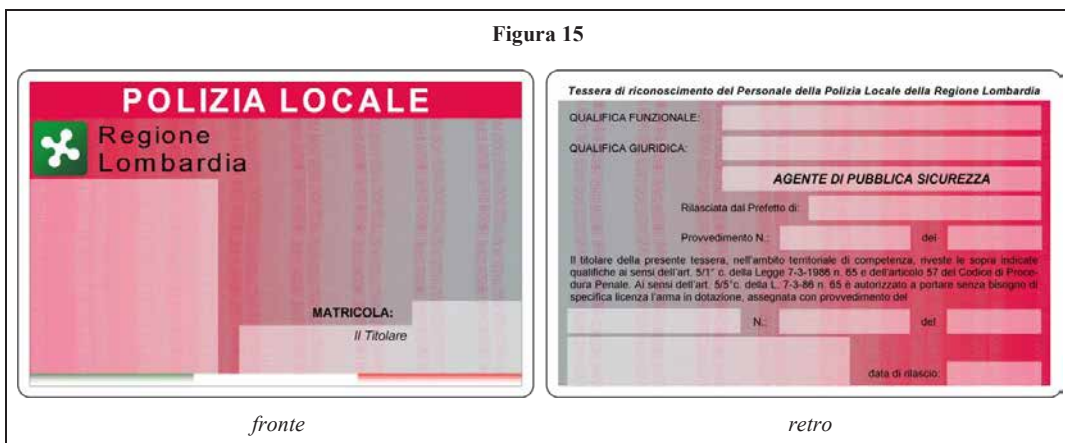 Figura 15
POLIZIA LOCALE
Regione
Lombardia
MATRICOLA:
Il Titolare
fronte
Tessera di riconoscimento del Personale della Polizia Locale della Regione Lombardia
QUALIFICA FUNZIONALE:
QUALIFICA GIURIDICA:
AGENTE DI PUBBLICA SICUREZZA
Rilasciata dal Prefetto di:
Provvedimento N.: del
Il titolare della presente tessera, nell'ambito territoriale di competenza, riveste le sopra indicate
qualifiche ai sensi dell'art. 5/1° c. della Legge 7-3-1986 n. 65 e dell'articolo 57 del Codice di Proce-
dura Penale. Ai sensi dell'art. 5/5°c. della L. 7-3-86 n. 65 è autorizzato a portare senza bisogno di
specifica licenza l'arma in dotazione, assegnata con provvedimento del
N.: del
data di rilascio:
retro